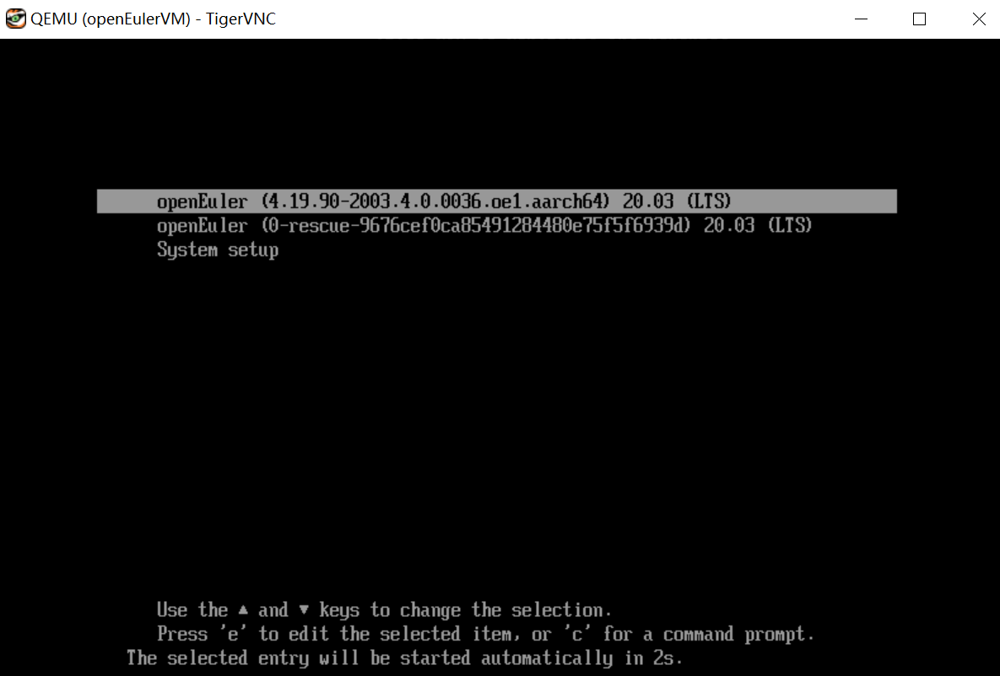 QEMU (openEulerVM) - TigerVNC
openEuler (4.19.90-2003.4.0.0036.oe1.aarch64) 20.03 (LTS)
openEuler (0-rescue-9676cef0ca85491284480e75f5f6939d) 20.03 (LTS)
System setup
Use the ▲ and ▼ keys to change the selection.
Press 'e' to edit the selected item, or 'c' for a command prompt.
The selected entry will be started automatically in 2s.